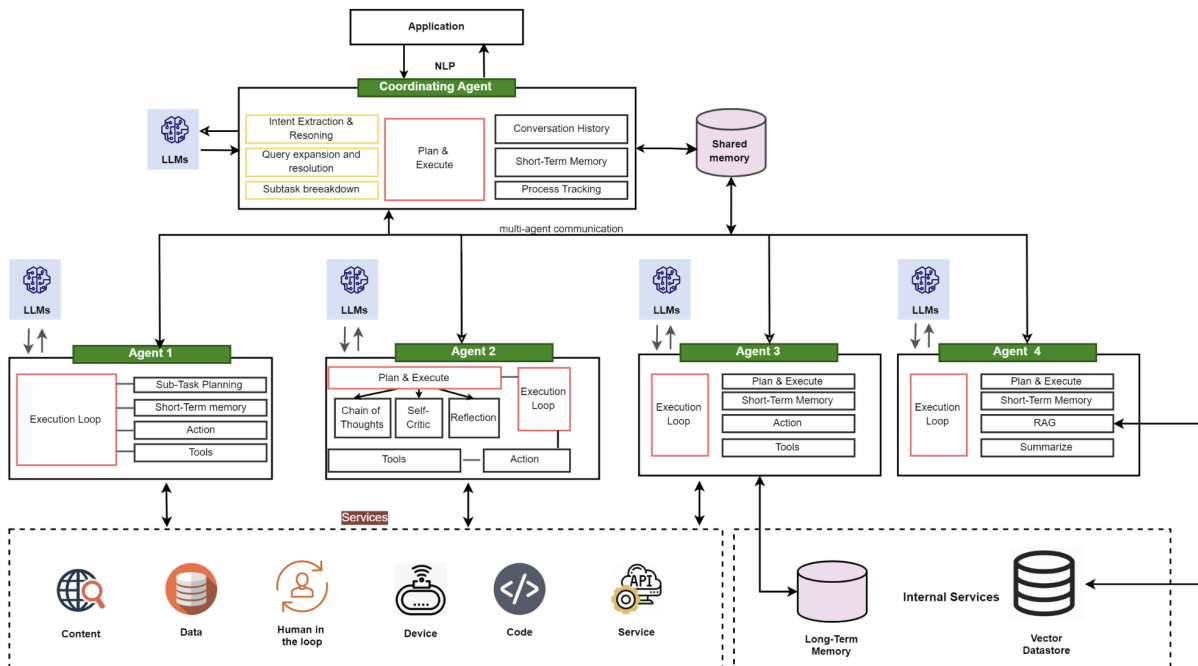 Application
NLP
Coordinating Agent
LLMs
Intent Extraction &
Resoning
Query expansion and
resolution
Subtask breeakdown
Plan &
Execute
Conversation History
Short-Term Memory
Process Tracking
Shared
memory
multi-agent communication
LLMs
Agent 1
Execution Loop
Sub-Task Planning
Short-Term memory
Action
Tools
LLMs
Agent 2
Plan & Execute
Execution
Loop
Chain of
Thoughts
Self-
Critic
Reflection
Tools
Action
LLMs
Agent 3
Execution
Loop
Plan & Execute
Short-Term Memory
Action
Tools
LLMs
Agent 4
Execution
Loop
Plan & Execute
Short-Term Memory
RAG
Summarize
Services
Content
Data
Human in
the loop
Device
Code
API
Service
Long-Term
Memory
Internal Services
Vector
Datastore